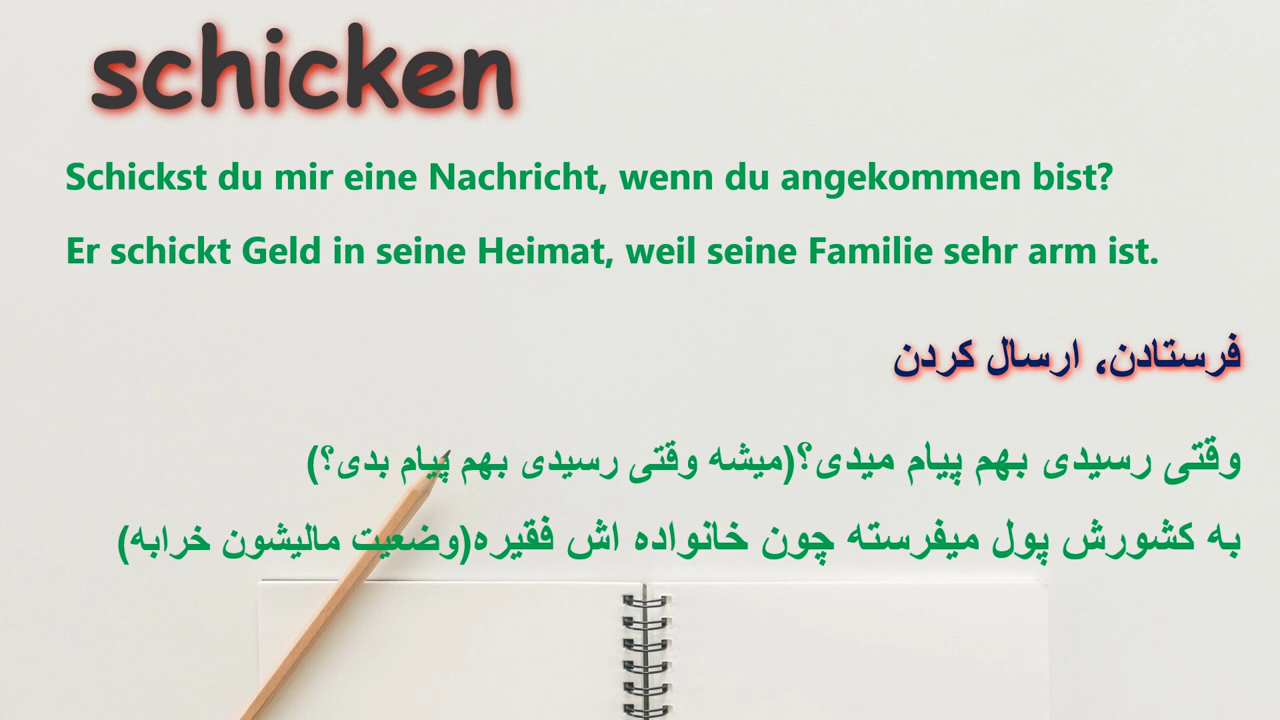 schicken
Schickst du mir eine Nachricht, wenn du angekommen bist?
Er schickt Geld in seine Heimat, weil seine Familie sehr arm ist.
فرستادن، ارسال کردن
وقتی رسیدی بهم پیام میدی؟(میشه وقتی رسیدی بهم پیام بدی؟)
به کشورش پول میفرسته چون خانواده اش فقیره(وضعیت مالیشون خرابه)